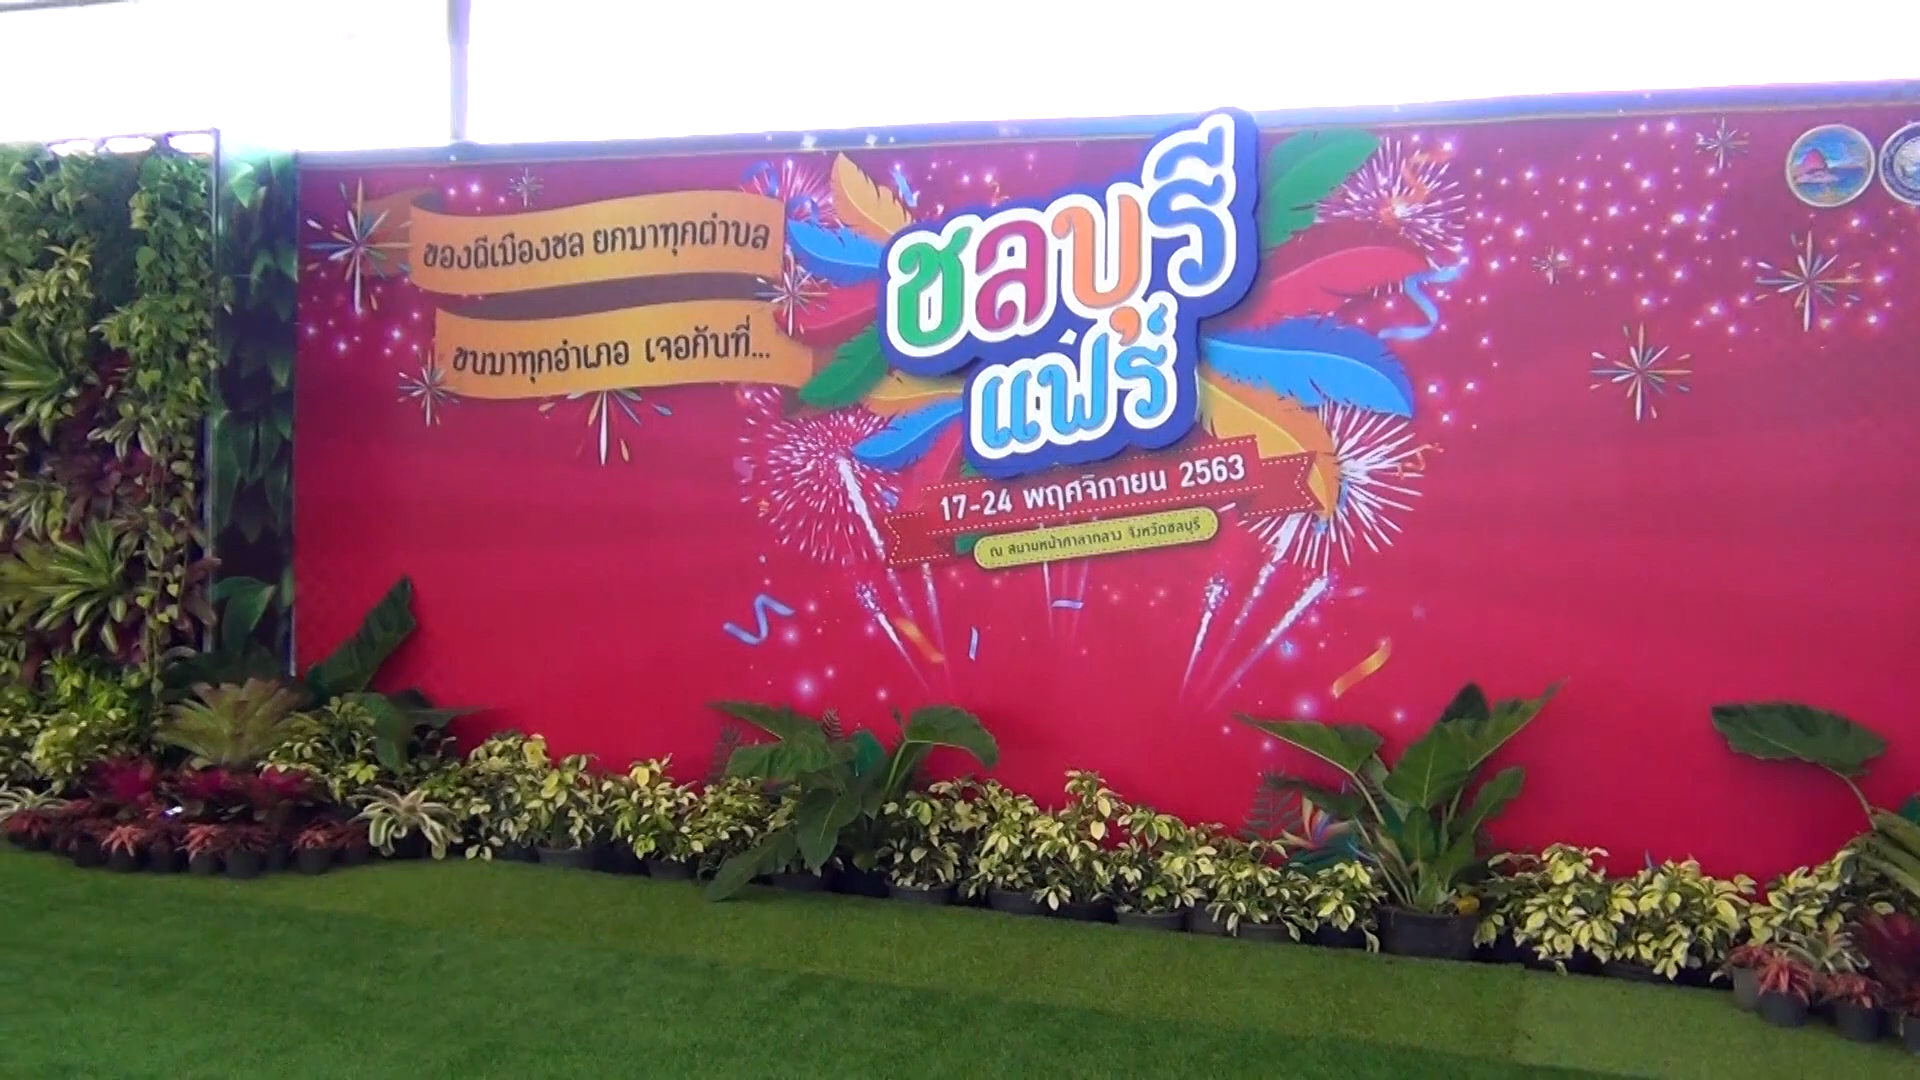 ของดีเมืองชล ยกมาทุกตำบล
ขนมาทุกอำเภอ เจอกันที่...
ชลบุรี
แฟร์
17-24 พฤศจิกายน 2563
ณ สนามหน้าศาลากลาง จังหวัดชลบุรี